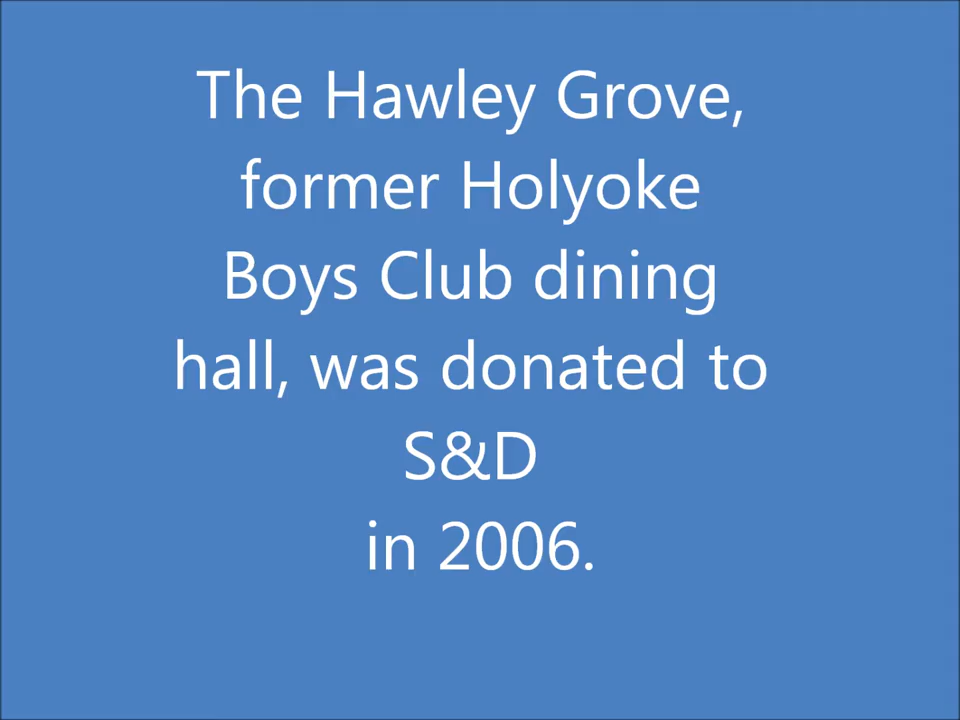 The Hawley Grove,
former Holyoke
Boys Club dining
hall, was donated to
S&D
in 2006.